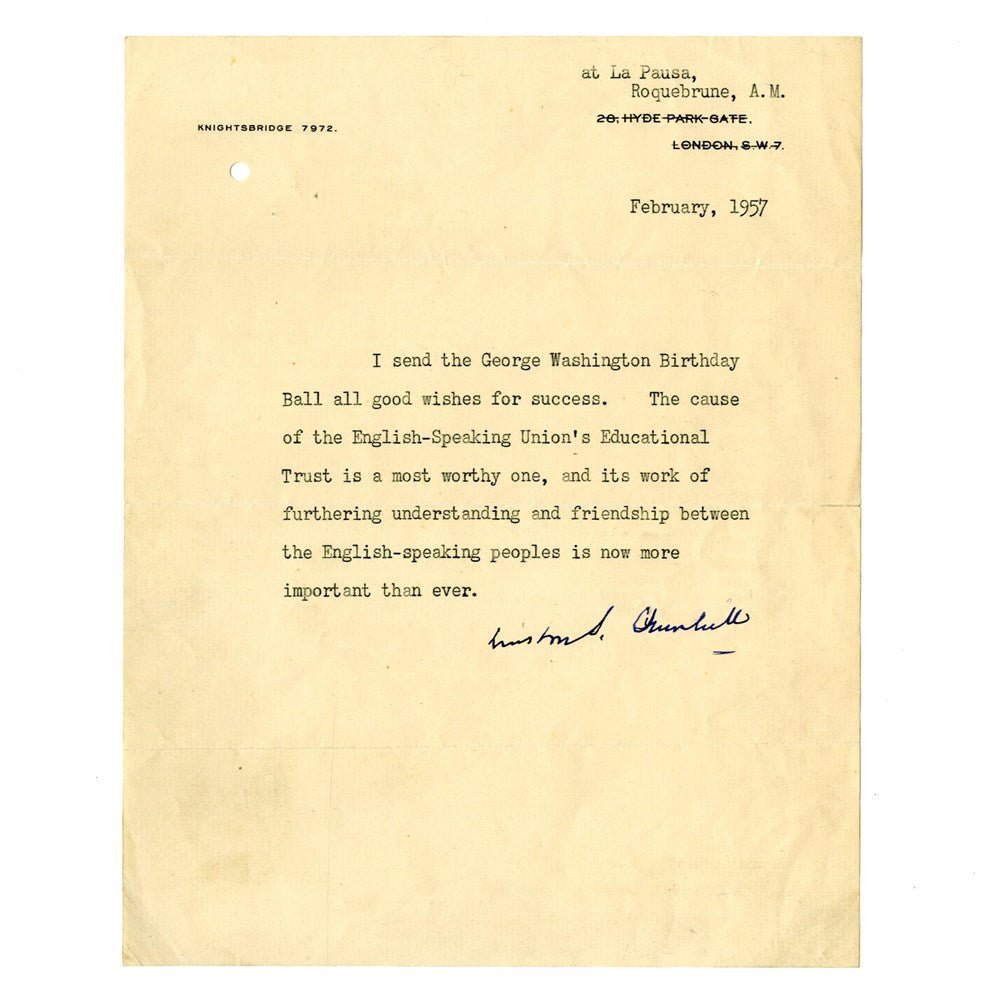 at La Pausa,
Roquebrune, A.M.
KNIGHTSBRIDGE 7972.
28, HYDE PARK GATE.
LONDON, S.W.7.
February, 1957
I send the George Washington Birthday
Ball all good wishes for success. The cause
of the English-Speaking Union's Educational
Trust is a most worthy one, and its work of
furthering understanding and friendship between
the English-speaking peoples is now more
important than ever.
Winston S. Churchill